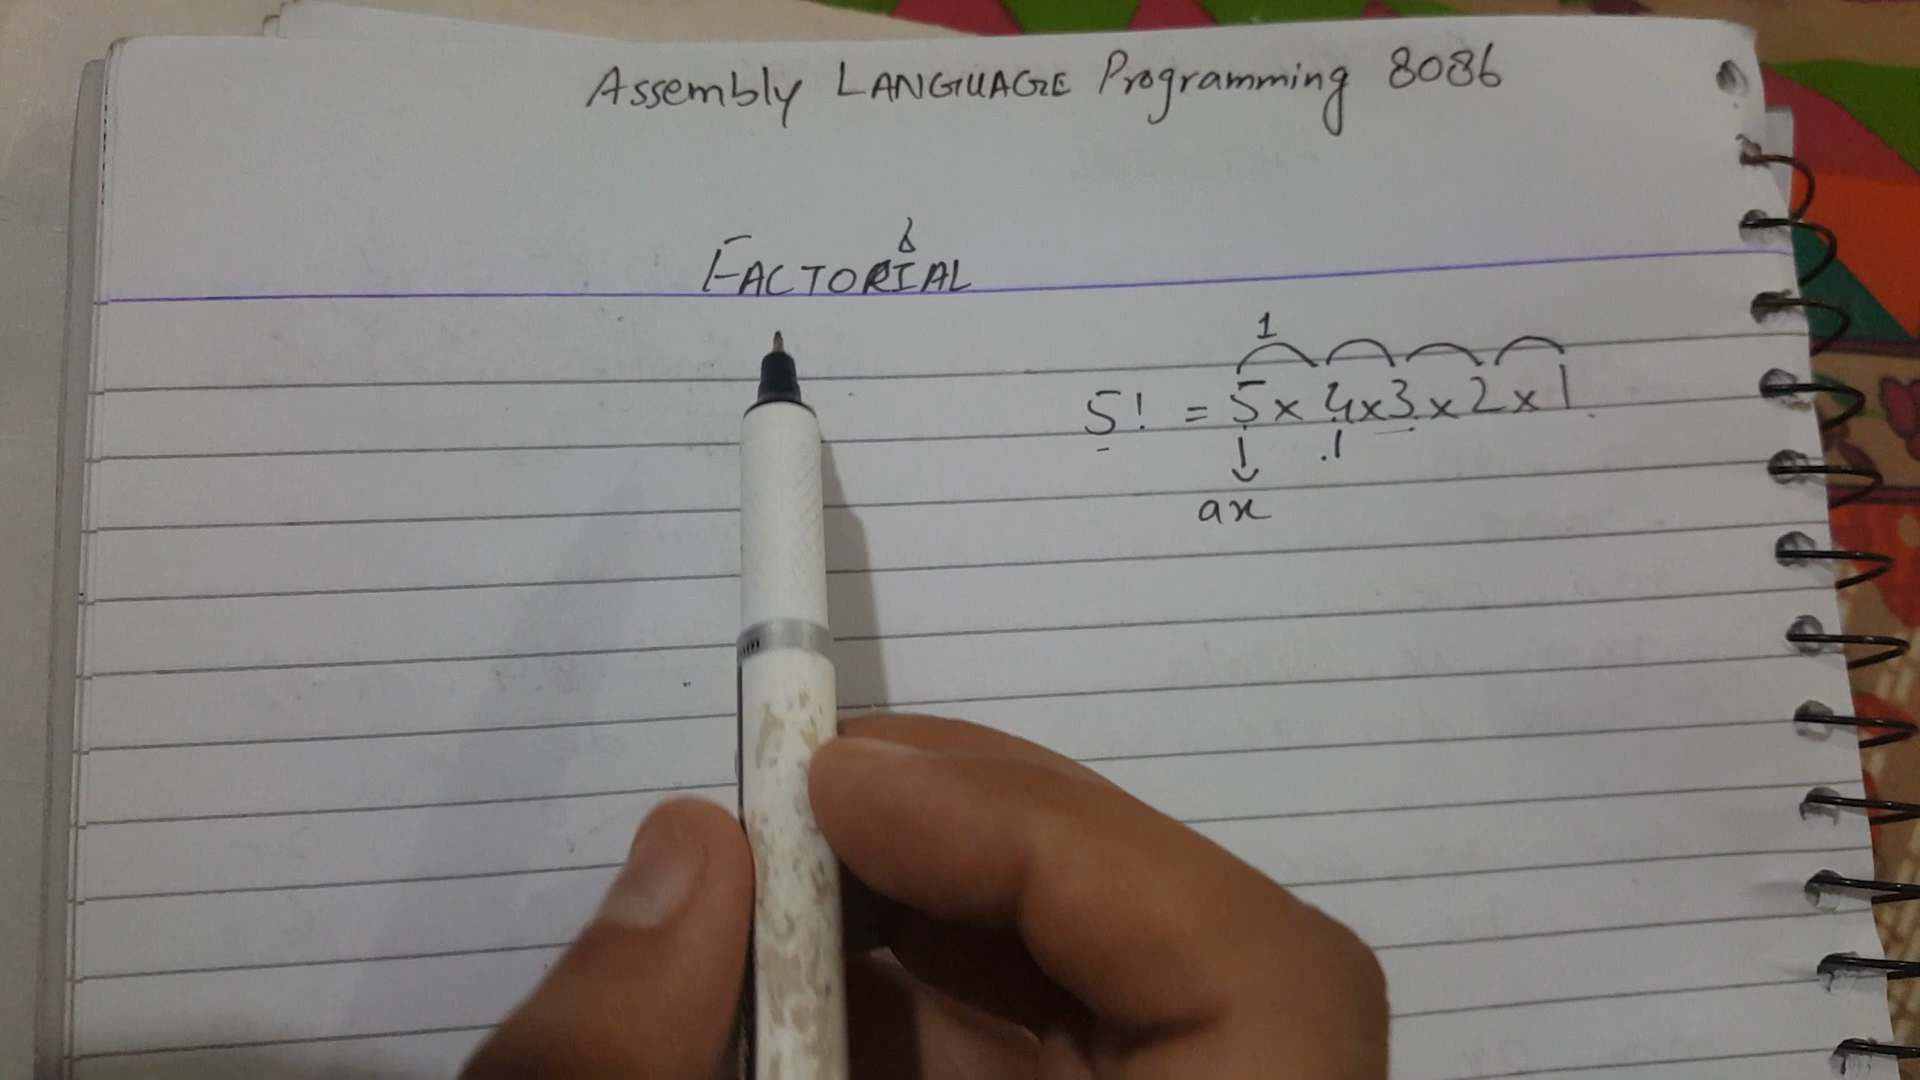 Assembly LANGUAGE Programming 8086
FACTORIAL
1
5! = 5 x 4 x 3 x 2 x 1
ax